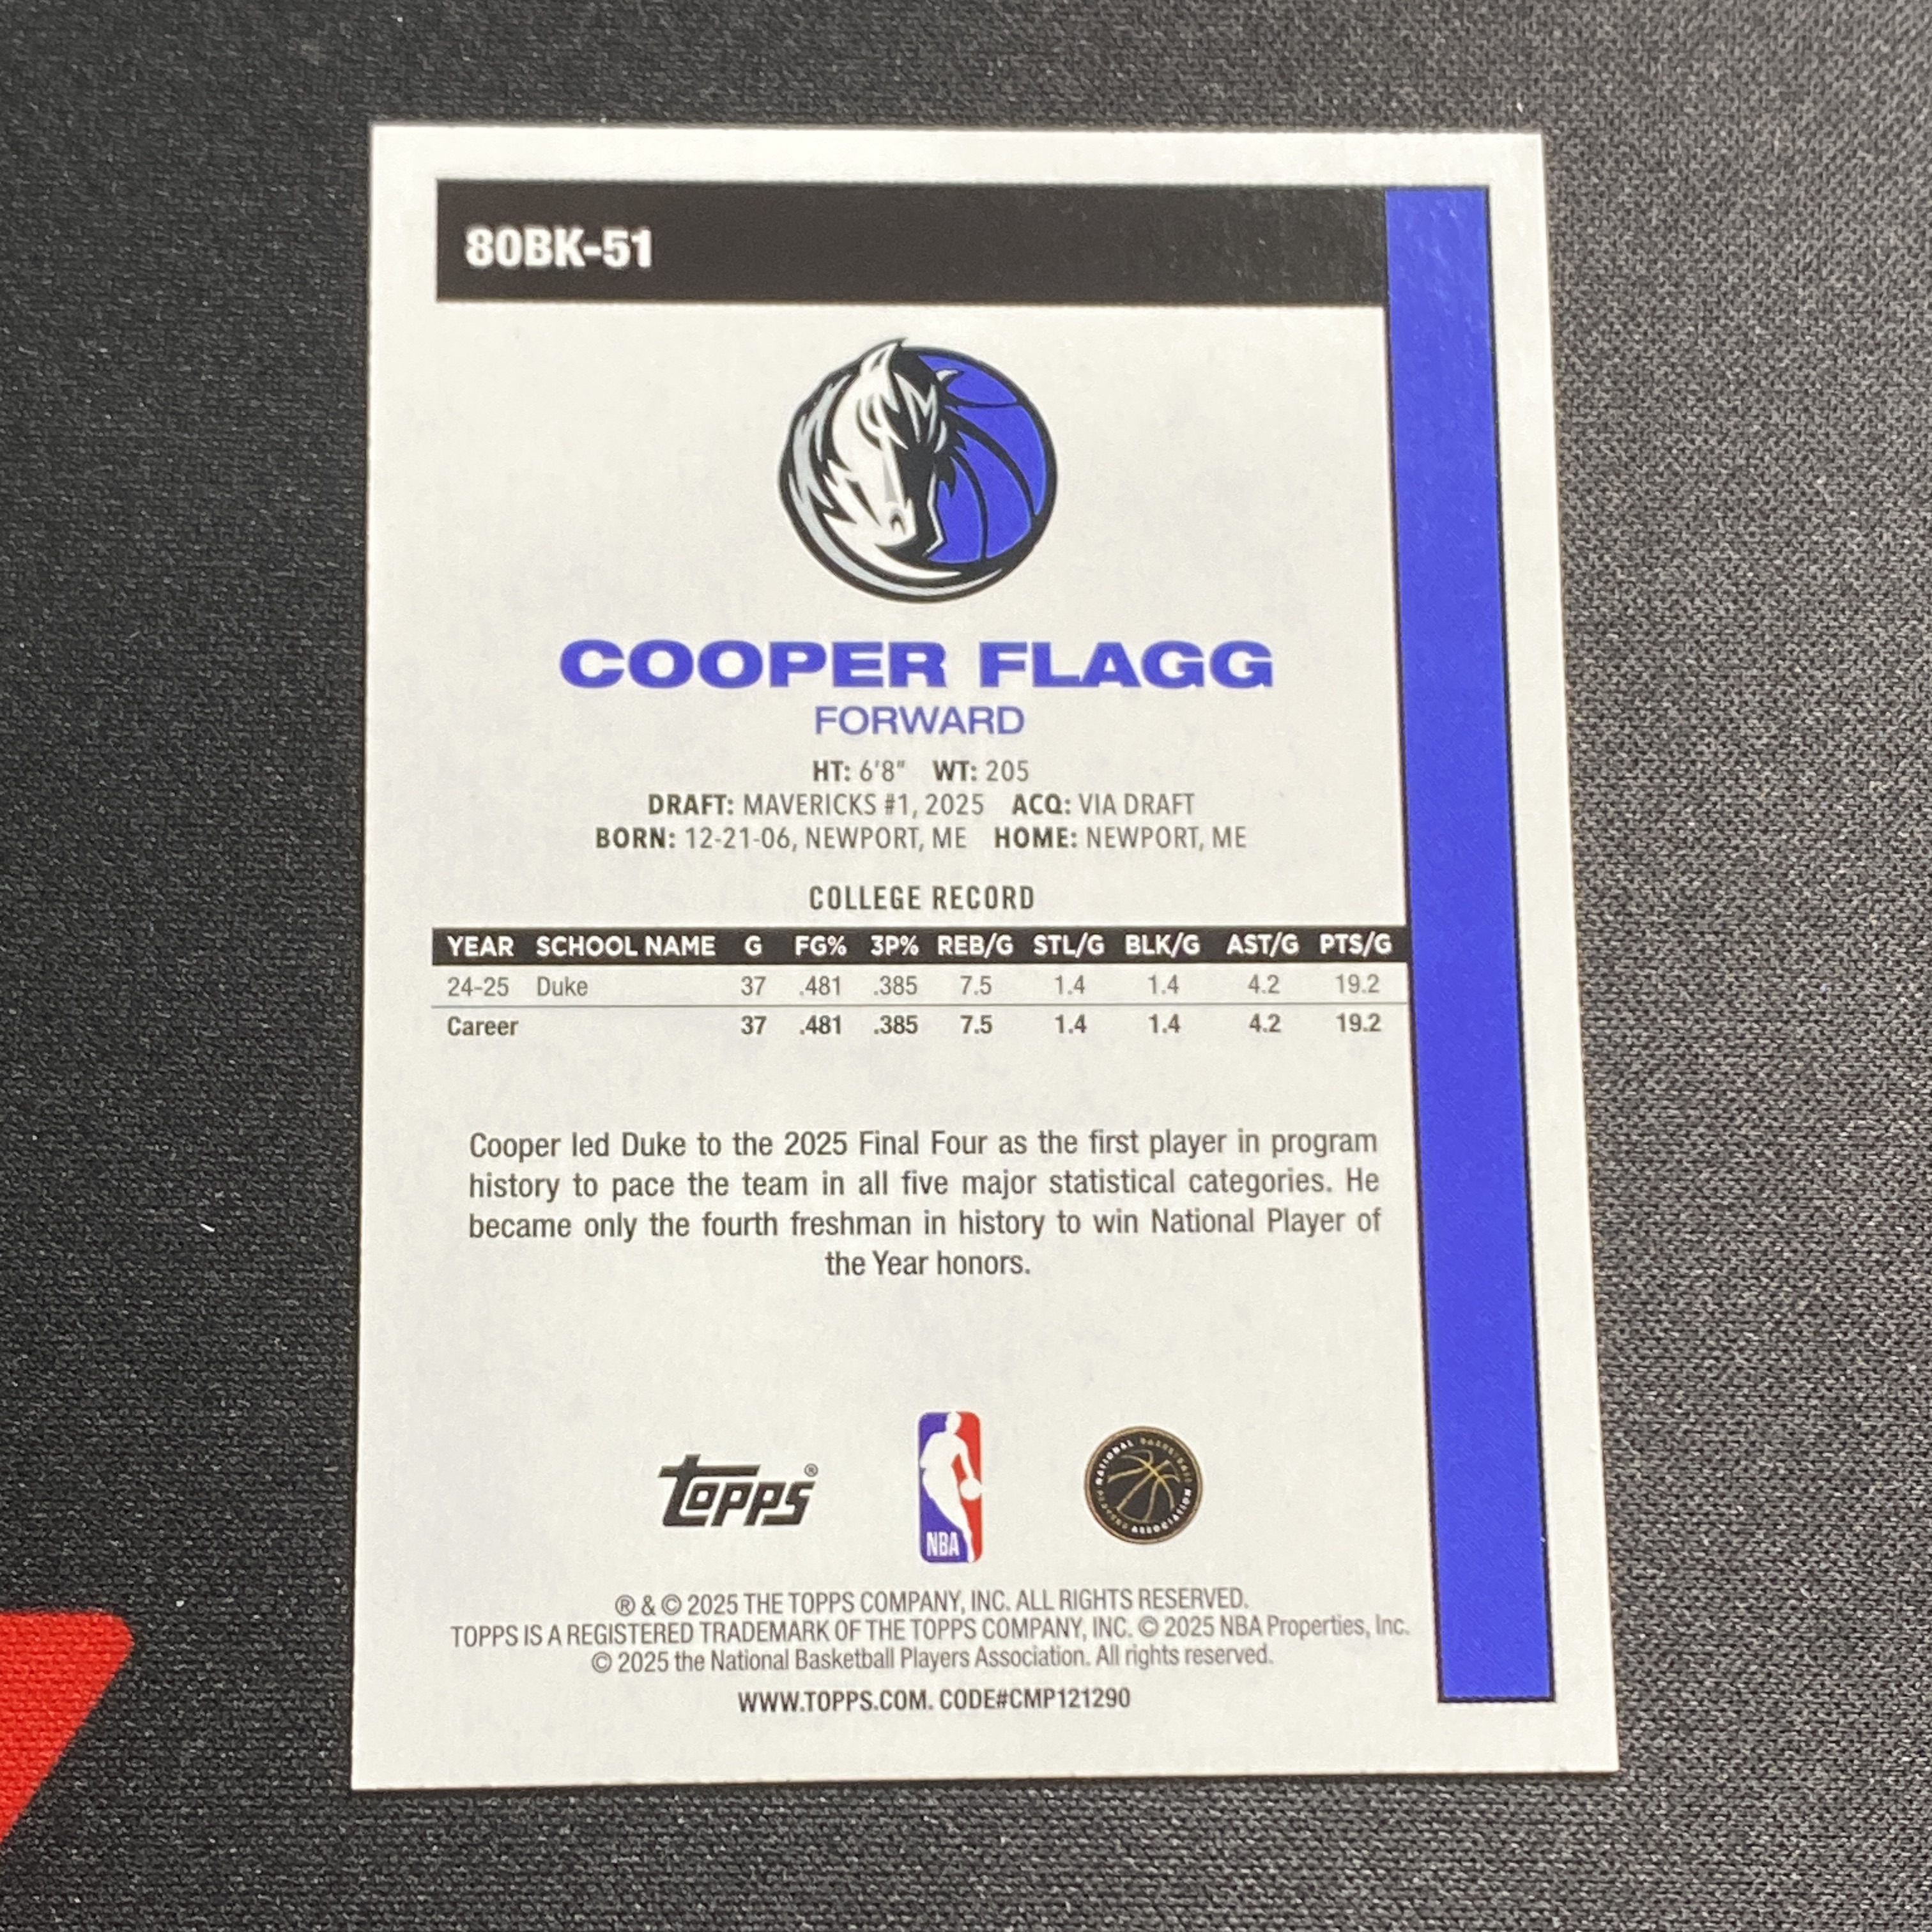 80BK-51
COOPER FLAGG
FORWARD
HT: 6'8" WT: 205
DRAFT: MAVERICKS #1, 2025 ACQ: VIA DRAFT
BORN: 12-21-06, NEWPORT, ME HOME: NEWPORT, ME
COLLEGE RECORD
YEAR SCHOOL NAME G FG% 3P% REB/G STL/G BLK/G AST/G PTS/G
24-25 Duke 37 .481 .385 7.5 1.4 1.4 4.2 19.2
Career 37 .481 .385 7.5 1.4 1.4 4.2 19.2
Cooper led Duke to the 2025 Final Four as the first player in program
history to pace the team in all five major statistical categories. He
became only the fourth freshman in history to win National Player of
the Year honors.
Topps®
NBA
NATIONAL BASKETBALL PLAYERS ASSOCIATION
® & © 2025 THE TOPPS COMPANY, INC. ALL RIGHTS RESERVED.
TOPPS IS A REGISTERED TRADEMARK OF THE TOPPS COMPANY, INC. © 2025 NBA Properties, Inc.
© 2025 the National Basketball Players Association. All rights reserved.
WWW.TOPPS.COM. CODE#CMP121290